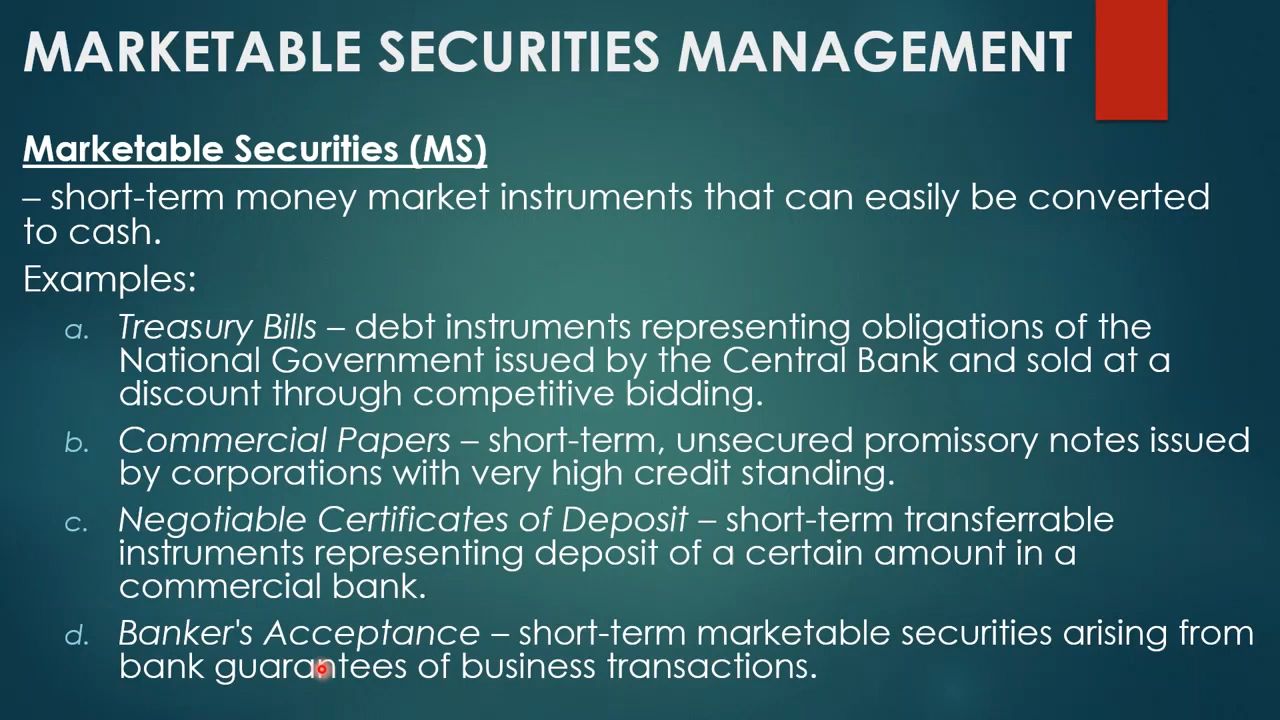 MARKETABLE SECURITIES MANAGEMENT
Marketable Securities (MS)
– short-term money market instruments that can easily be converted
to cash.
Examples:
a. Treasury Bills – debt instruments representing obligations of the
National Government issued by the Central Bank and sold at a
discount through competitive bidding.
b. Commercial Papers – short-term, unsecured promissory notes issued
by corporations with very high credit standing.
c. Negotiable Certificates of Deposit – short-term transferrable
instruments representing deposit of a certain amount in a
commercial bank.
d. Banker's Acceptance – short-term marketable securities arising from
bank guarantees of business transactions.